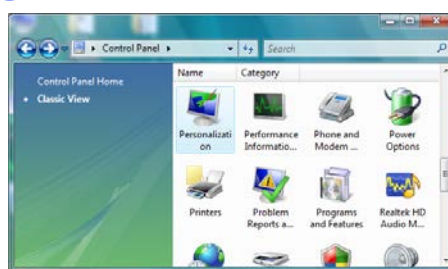 Control Panel
Search
Control Panel Home
Classic View
Name Category
Personalizati
on
Performance
Informatio...
Phone and
Modem ...
Power
Options
Printers
Problem
Reports a...
Programs
and Features
Realtek HD
Audio M...